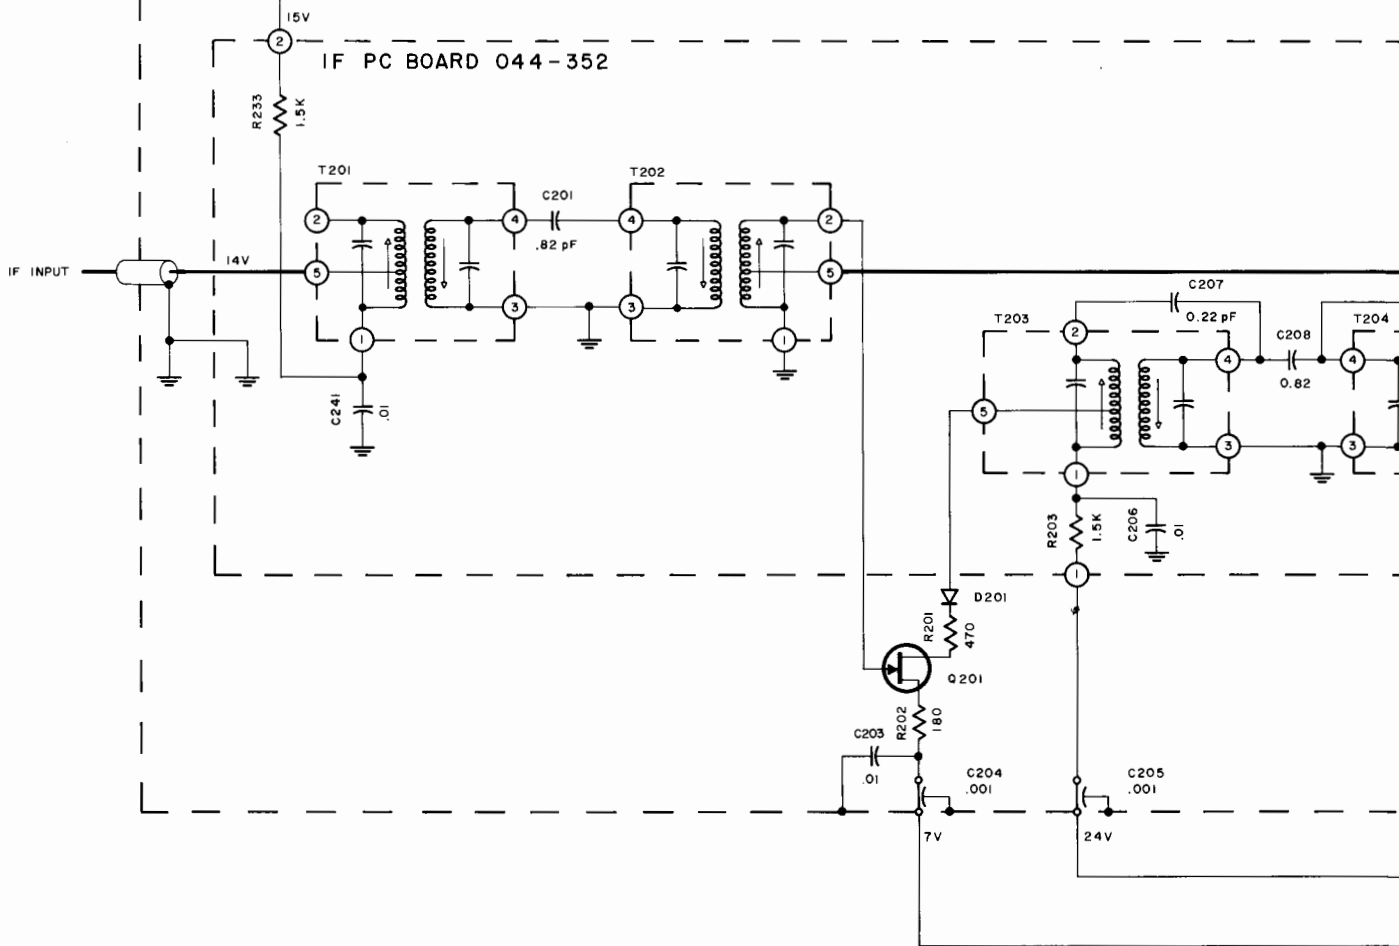 15V
2
IF PC BOARD 044-352
R233
1.5K
T201
T202
C201
2
4
4
2
.82 pF
IF INPUT
14V
5
5
C207
0.22 pF
3
3
T203
2
C208
T204
1
1
4
4
0.82
C241
.01
5
3
3
1
R203
1.5K
C206
.01
1
D201
R201
470
Q201
R202
180
C203
.01
C204
.001
C205
.001
7V
24V